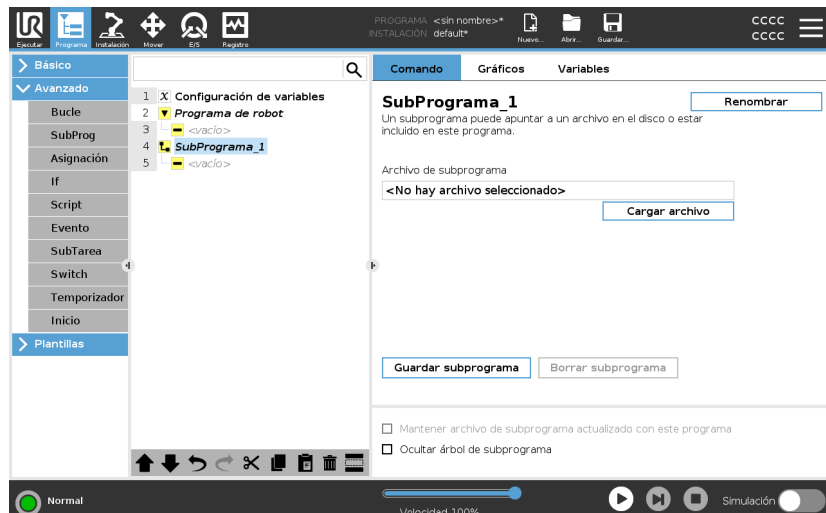 PROGRAMA <sin nombre>*
INSTALACIÓN default*
Ejecutar
Programa
Instalación
Mover
E/S
Registro
Nuevo...
Abrir...
Guardar...
cccc
cccc
Básico
Avanzado
Bucle
SubProg
Asignación
If
Script
Evento
SubTarea
Switch
Temporizador
Inicio
Plantillas
1 X Configuración de variables
2 Programa de robot
3 <vacío>
4 SubPrograma_1
5 <vacío>
Comando Gráficos Variables
SubPrograma_1
Renombrar
Un subprograma puede apuntar a un archivo en el disco o estar
incluido en este programa.
Archivo de subprograma
<No hay archivo seleccionado>
Cargar archivo
Guardar subprograma
Borrar subprograma
Mantener archivo de subprograma actualizado con este programa
Ocultar árbol de subprograma
Normal
Velocidad 100%
Simulación